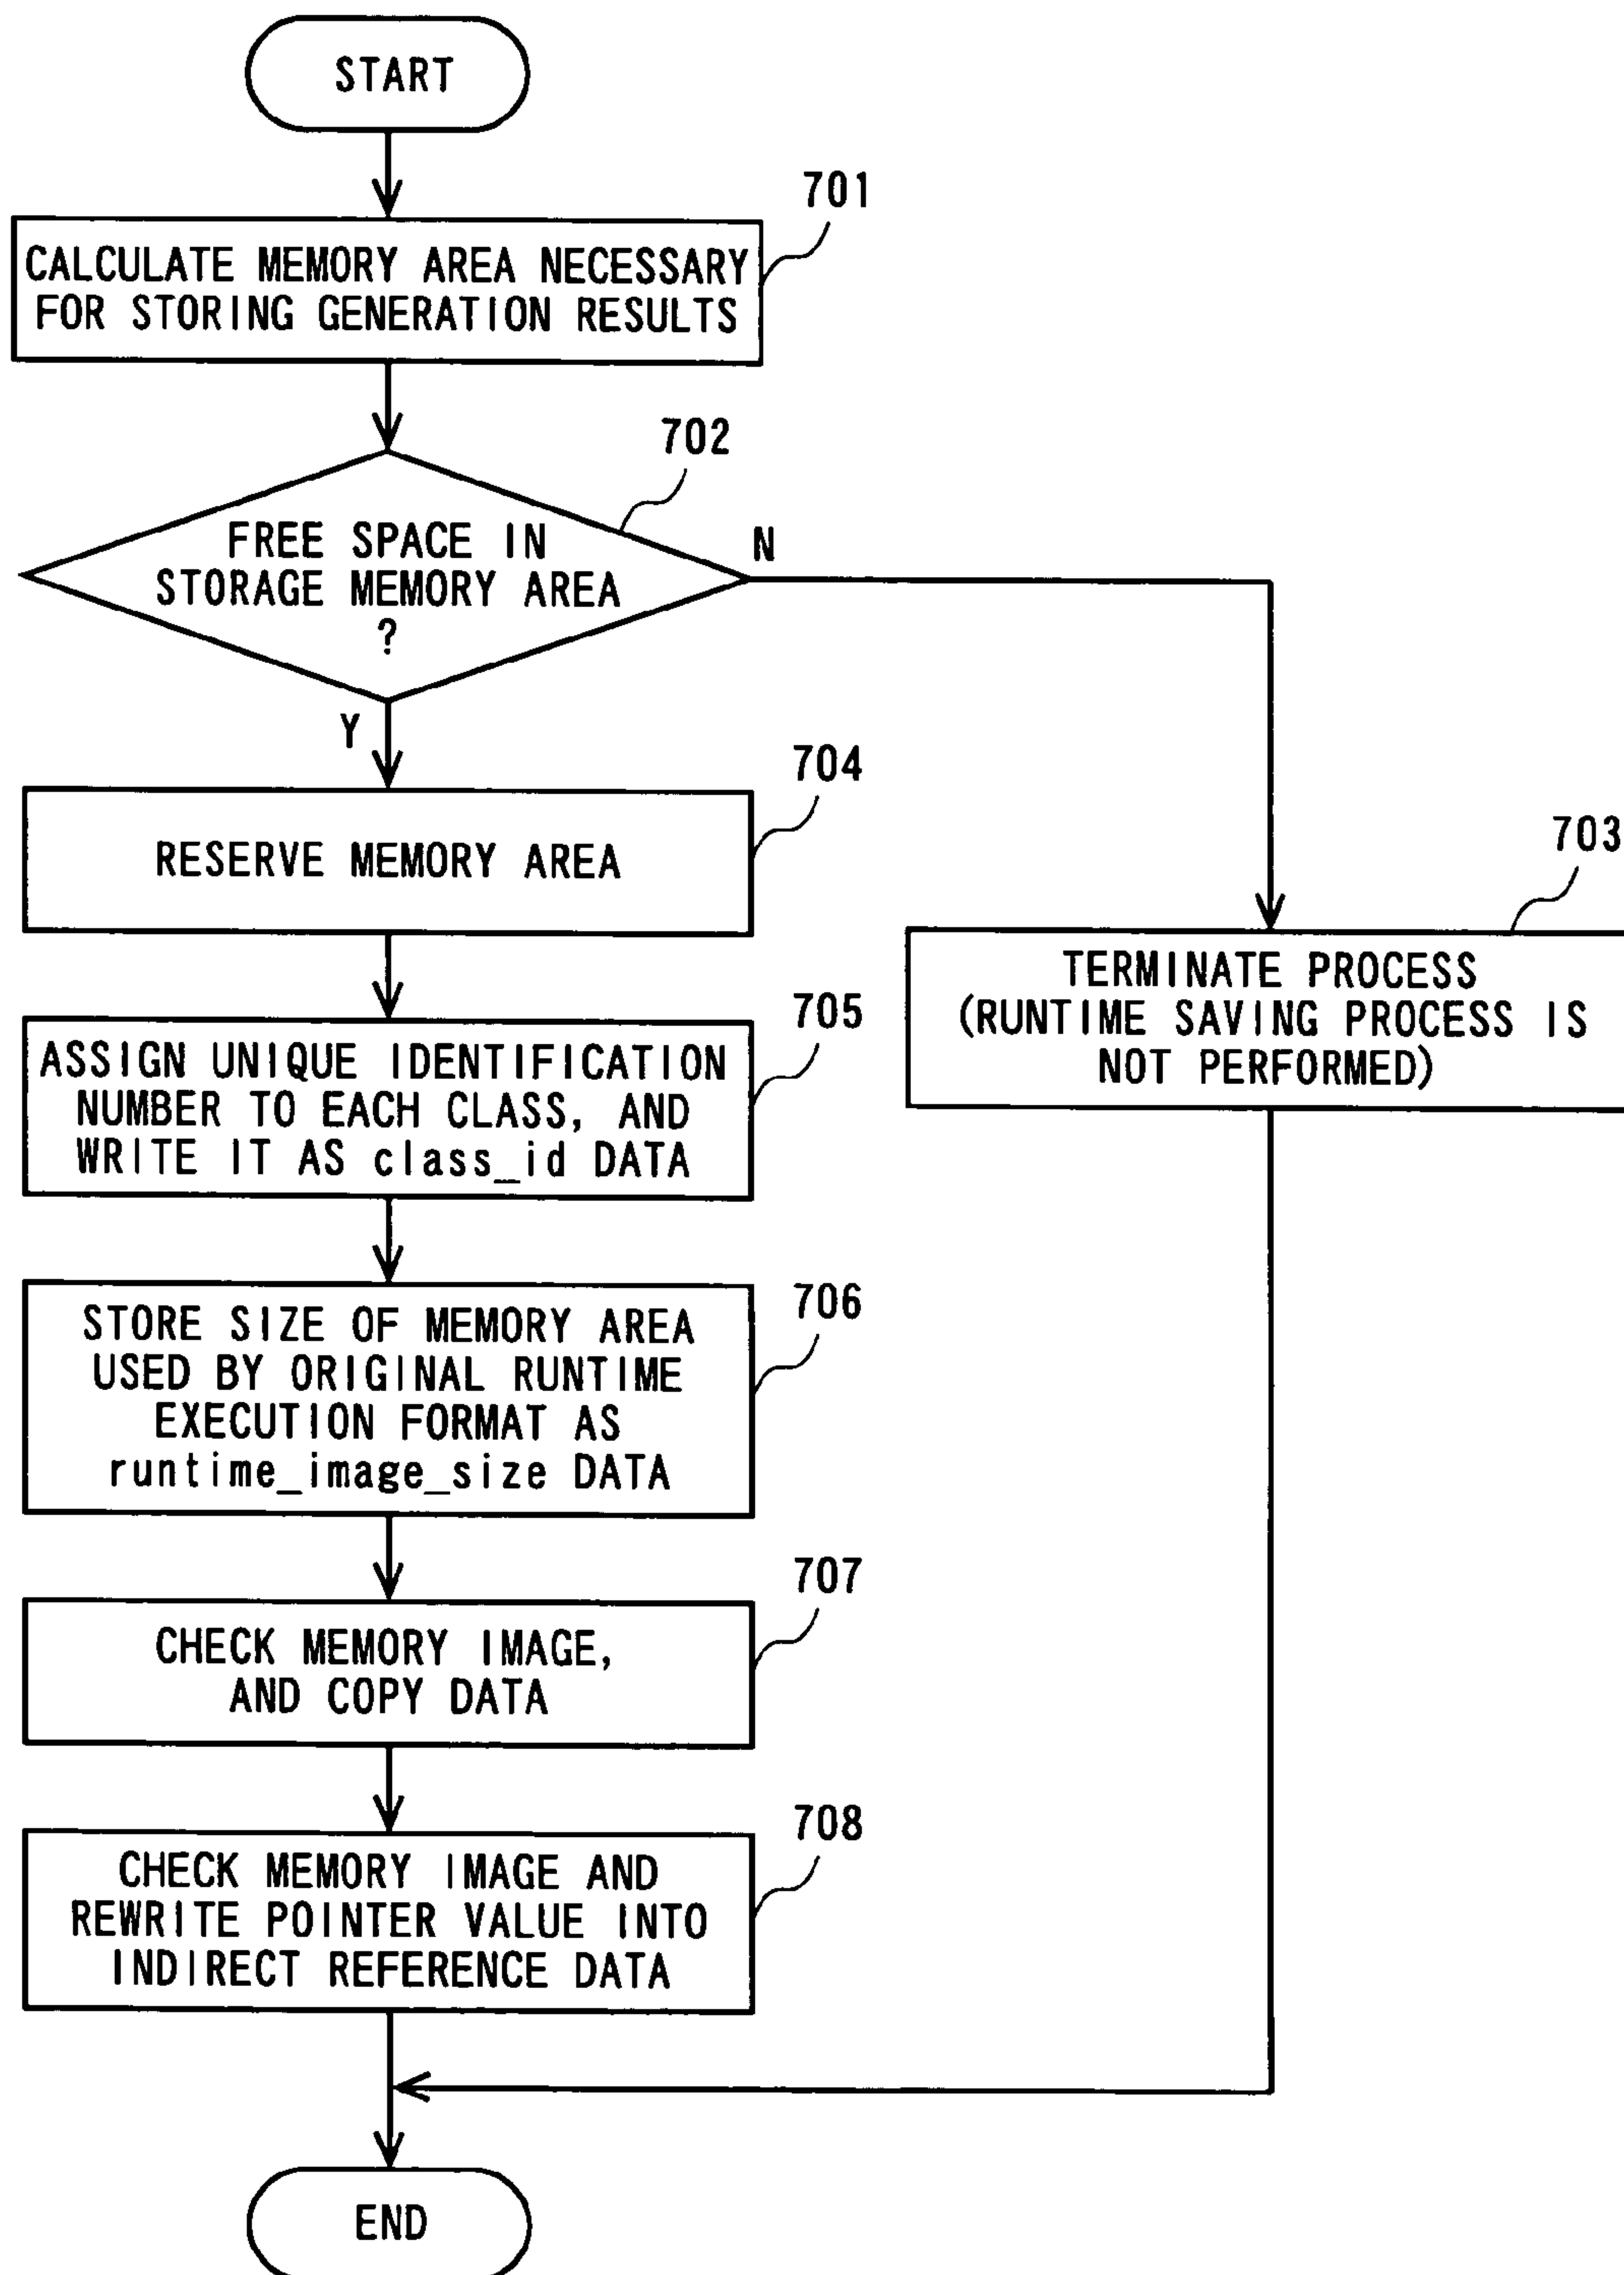 START
701
CALCULATE MEMORY AREA NECESSARY
FOR STORING GENERATION RESULTS
702
FREE SPACE IN
STORAGE MEMORY AREA
?
N
Y
704
RESERVE MEMORY AREA
703
TERMINATE PROCESS
(RUNTIME SAVING PROCESS IS
NOT PERFORMED)
705
ASSIGN UNIQUE IDENTIFICATION
NUMBER TO EACH CLASS, AND
WRITE IT AS class_id DATA
706
STORE SIZE OF MEMORY AREA
USED BY ORIGINAL RUNTIME
EXECUTION FORMAT AS
runtime_image_size DATA
707
CHECK MEMORY IMAGE,
AND COPY DATA
708
CHECK MEMORY IMAGE AND
REWRITE POINTER VALUE INTO
INDIRECT REFERENCE DATA
END